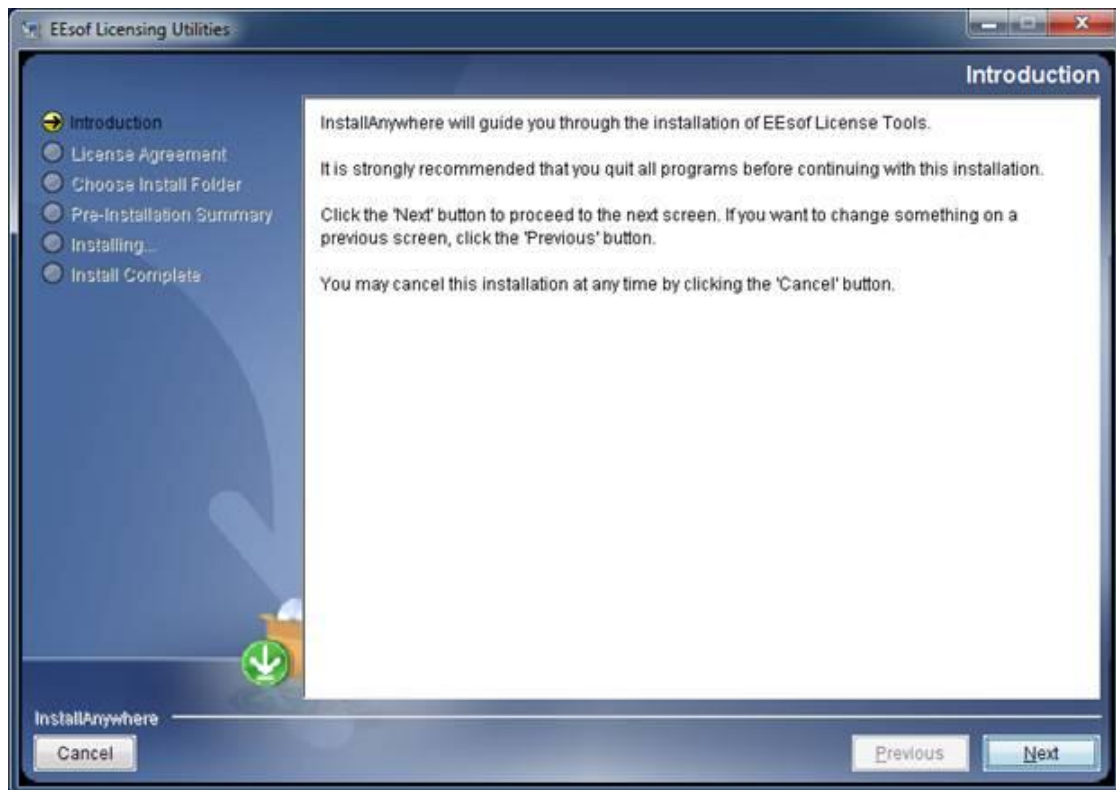 EEsof Licensing Utilities
Introduction
Introduction
License Agreement
Choose Install Folder
Pre-Installation Summary
Installing...
Install Complete
InstallAnywhere will guide you through the installation of EEsof License Tools.
It is strongly recommended that you quit all programs before continuing with this installation.
Click the 'Next' button to proceed to the next screen. If you want to change something on a
previous screen, click the 'Previous' button.
You may cancel this installation at any time by clicking the 'Cancel' button.
InstallAnywhere
Cancel
Previous
Next